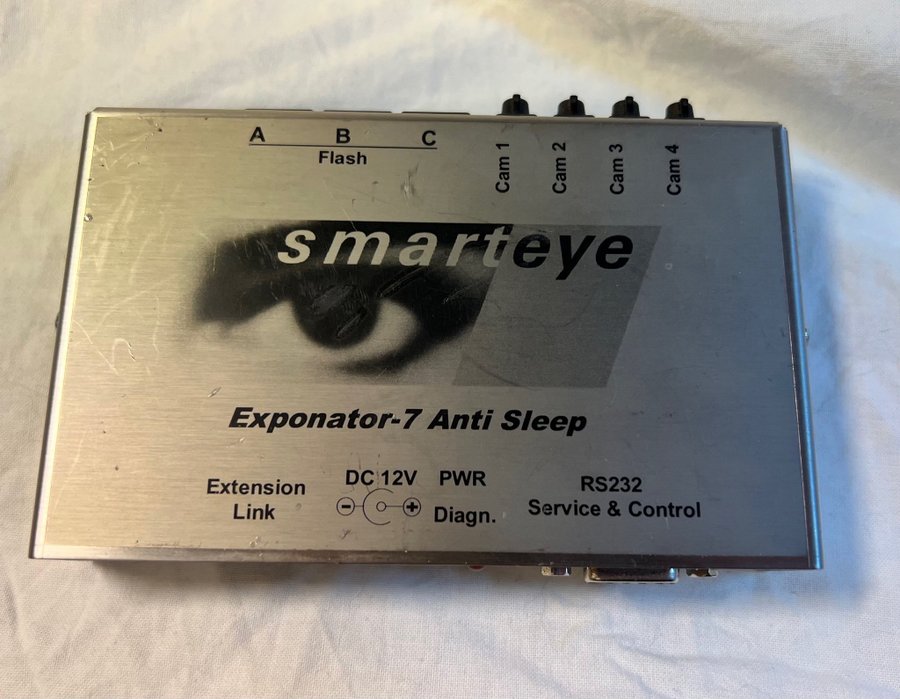 A B C
Flash
Cam 1
Cam 2
Cam 3
Cam 4
smarteye
Exponator-7 Anti Sleep
Extension
Link
DC 12V
- +
PWR
Diagn.
RS232
Service & Control